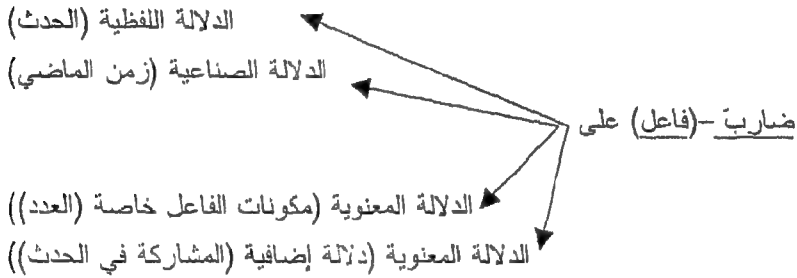 الدلالة اللفظية (الحدث)
الدلالة الصناعية (زمن الماضي)
ضاربَ –(فاعل) على
الدلالة المعنوية (مكونات الفاعل خاصة (العدد))
الدلالة المعنوية (دلالة إضافية (المشاركة في الحدث))